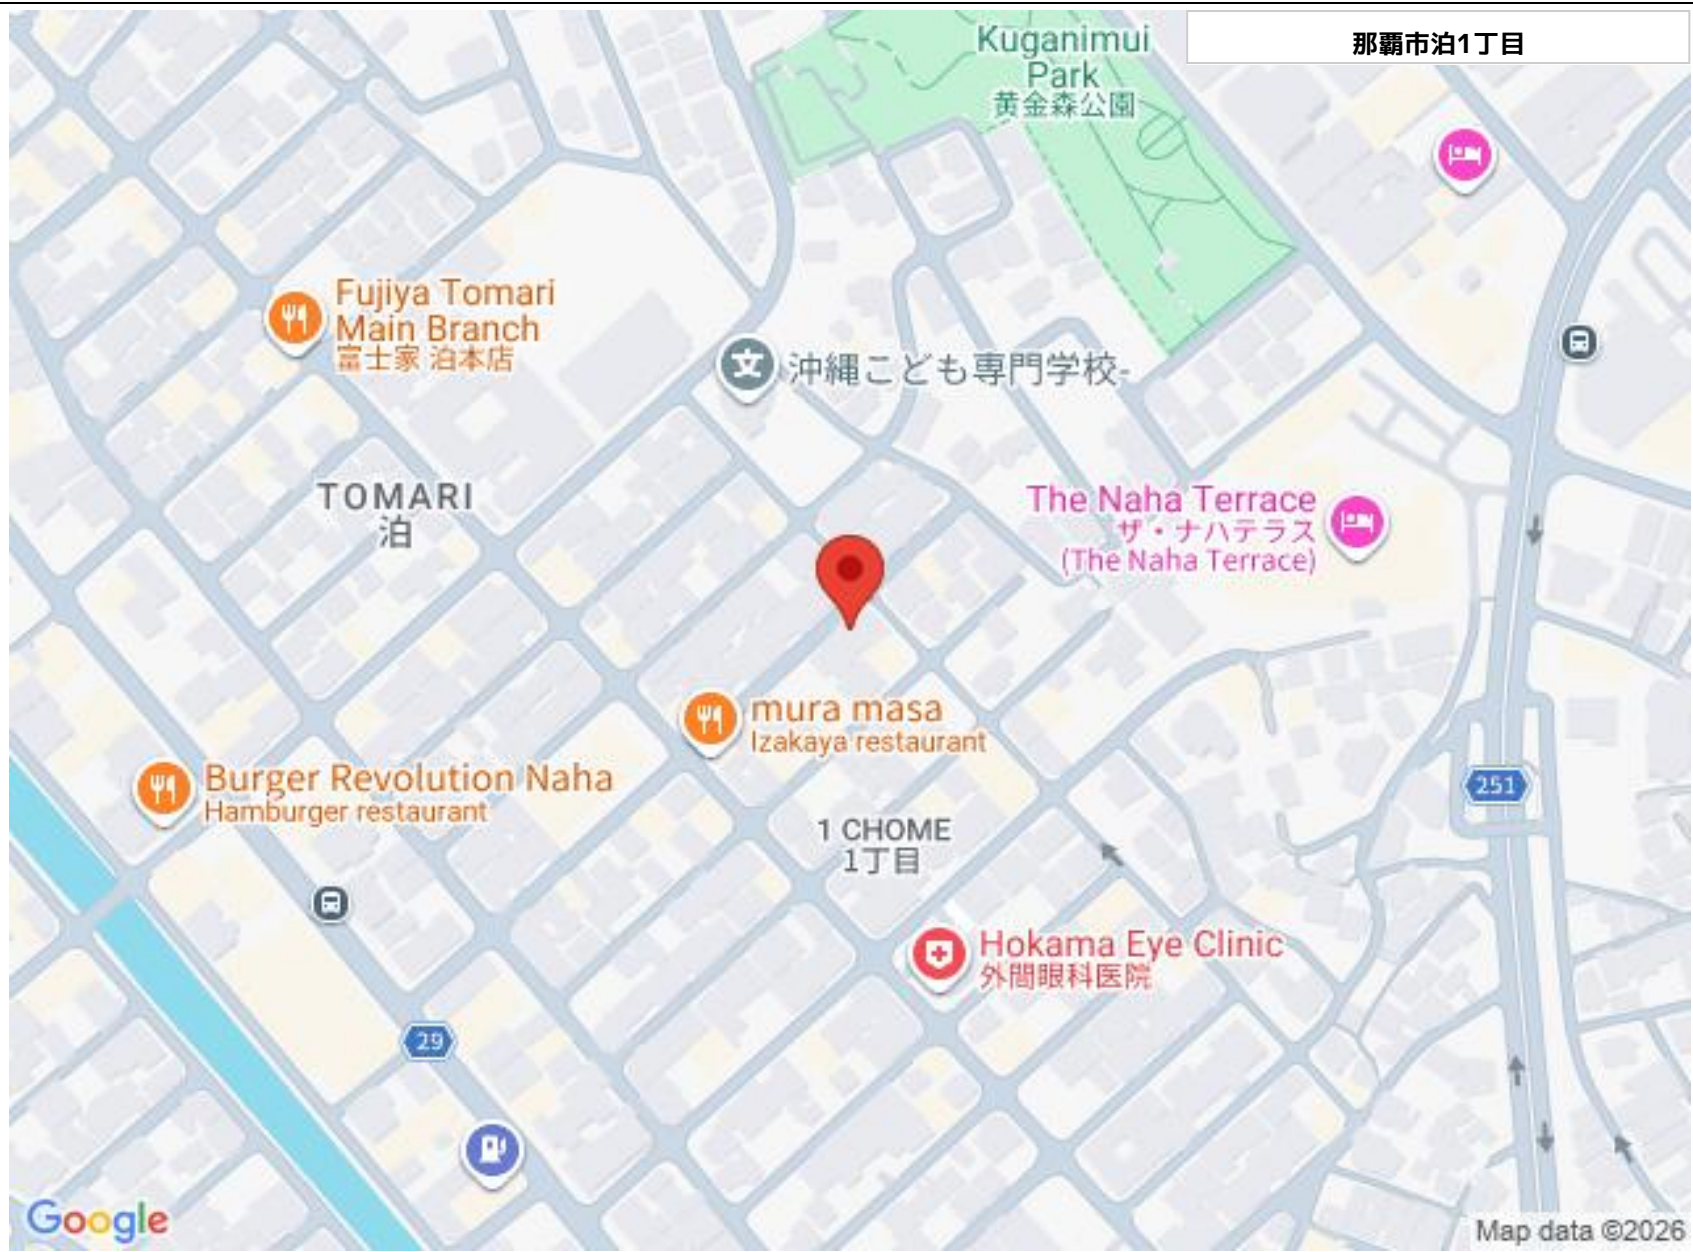 那覇市泊1丁目
Kuganimui
Park
黄金森公園
Fujiya Tomari
Main Branch
富士家 泊本店
沖縄こども専門学校-
TOMARI
泊
The Naha Terrace
ザ・ナハテラス
(The Naha Terrace)
mura masa
Izakaya restaurant
Burger Revolution Naha
Hamburger restaurant
251
1 CHOME
1丁目
Hokama Eye Clinic
外間眼科医院
29
Google
Map data ©2026